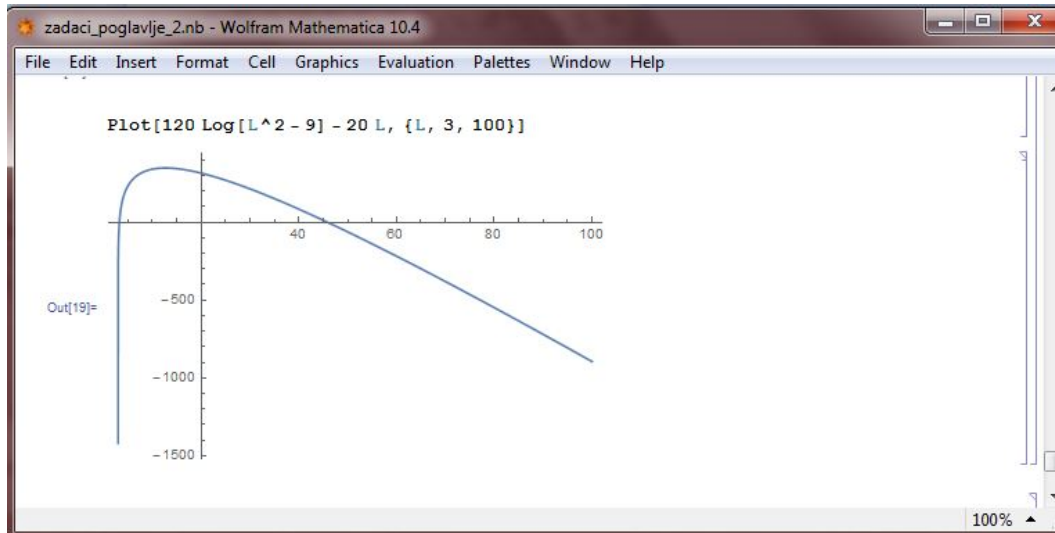 zadaci_poglavlje_2.nb - Wolfram Mathematica 10.4
File Edit Insert Format Cell Graphics Evaluation Palettes Window Help
Plot[120 Log[L^2 - 9] - 20 L, {L, 3, 100}]
40 60 80 100
Out[19]=
-500
-1000
-1500
100%